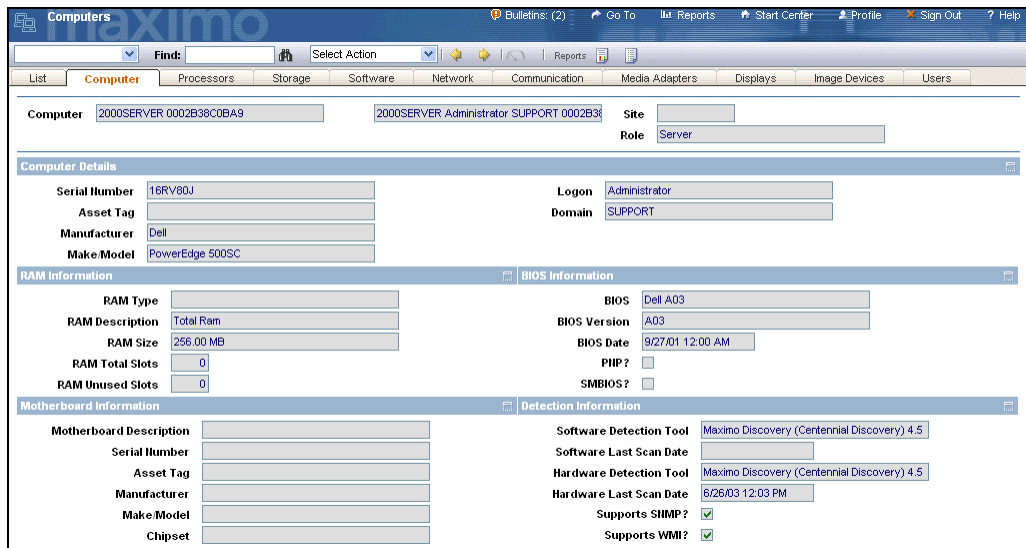 Computers
maximo
Bulletins: (2) Go To Reports Start Center Profile Sign Out ? Help
Find: Select Action Reports
List Computer Processors Storage Software Network Communication Media Adapters Displays Image Devices Users
Computer 2000SERVER 0002B38C0BA9 2000SERVER Administrator SUPPORT 0002B38 Site
Role Server
Computer Details
Serial Number 16RV80J Logon Administrator
Asset Tag Domain SUPPORT
Manufacturer Dell
Make/Model PowerEdge 500SC
RAM Information BIOS Information
RAM Type BIOS Dell A03
RAM Description Total Ram BIOS Version A03
RAM Size 256.00 MB BIOS Date 9/27/01 12:00 AM
RAM Total Slots 0 PNP?
RAM Unused Slots 0 SMBIOS?
Motherboard Information Detection Information
Motherboard Description Software Detection Tool Maximo Discovery (Centennial Discovery) 4.5
Serial Number Software Last Scan Date
Asset Tag Hardware Detection Tool Maximo Discovery (Centennial Discovery) 4.5
Manufacturer Hardware Last Scan Date 6/26/03 12:03 PM
Make/Model Supports SNMP?
Chipset Supports WMI?